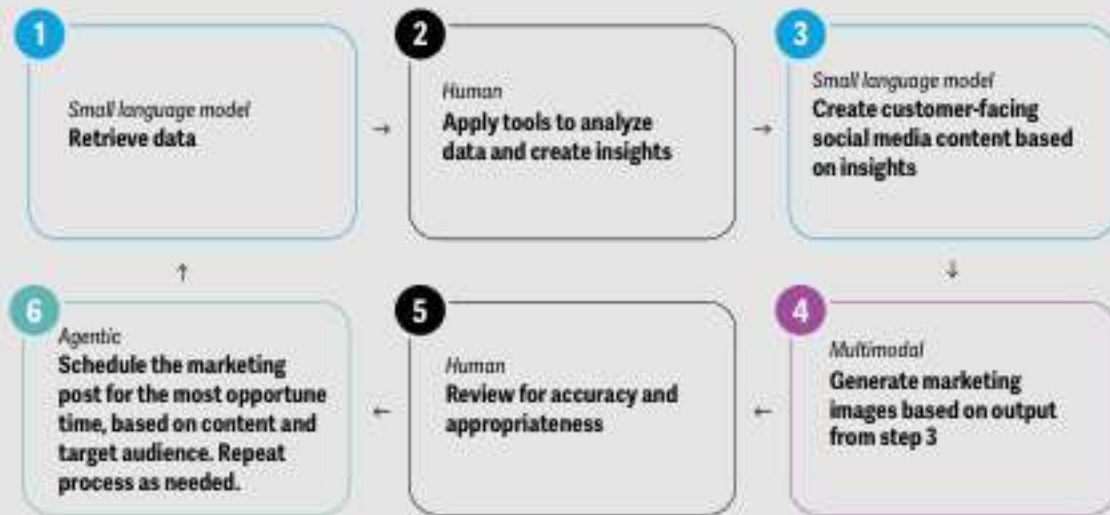 1
Small language model
Retrieve data
→
2
Human
Apply tools to analyze
data and create insights
→
3
Small language model
Create customer-facing
social media content based
on insights
↓
4
Multimodal
Generate marketing
images based on output
from step 3
←
5
Human
Review for accuracy and
appropriateness
←
6
Agentic
Schedule the marketing
post for the most opportune
time, based on content and
target audience. Repeat
process as needed.
↑